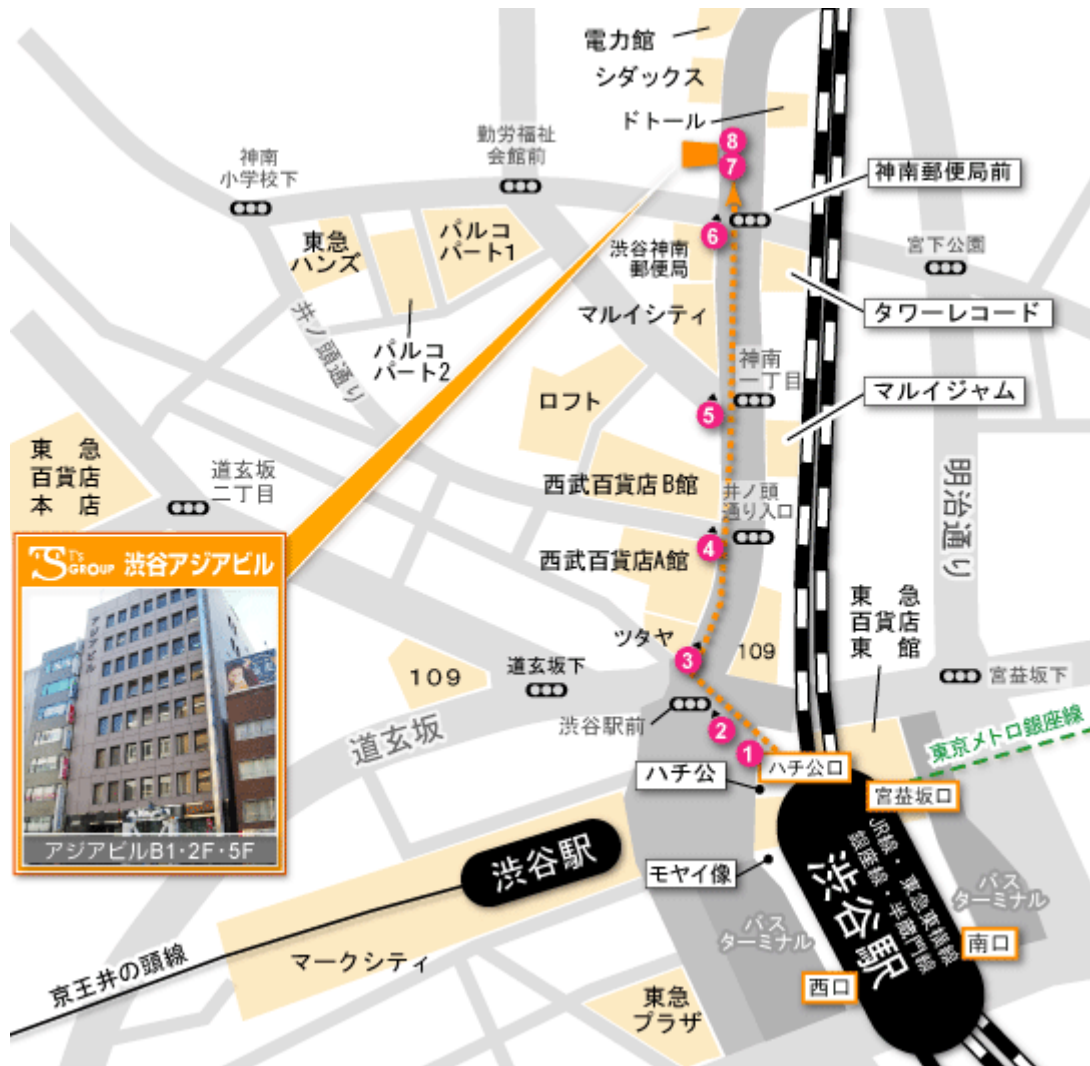 電力館
シダックス
ドトール
勤労福祉
会館前
神南
小学校下
8
7
神南郵便局前
東急
ハンズ
パルコ
パート1
6
渋谷神南
郵便局
宮下公園
タワーレコード
マルイシティ
井ノ頭通り
パルコ
パート2
神南
一丁目
マルイジャム
ロフト
5
東急
百貨店
本店
道玄坂
二丁目
西武百貨店B館
井ノ頭
通り入口
明治通り
4
西武百貨店A館
T's
GROUP
渋谷アジアビル
アジアビル
アジアビルB1・2F・5F
東急
百貨店
東館
ツタヤ
3
109
109
道玄坂下
宮益坂下
渋谷駅前
2
1
道玄坂
東京メトロ銀座線
ハチ公
ハチ公口
宮益坂口
渋谷駅
モヤイ像
JR線・東急東横線
銀座線・半蔵門線
渋谷駅
バス
ターミナル
バス
ターミナル
南口
西口
マークシティ
京王井の頭線
東急
プラザ